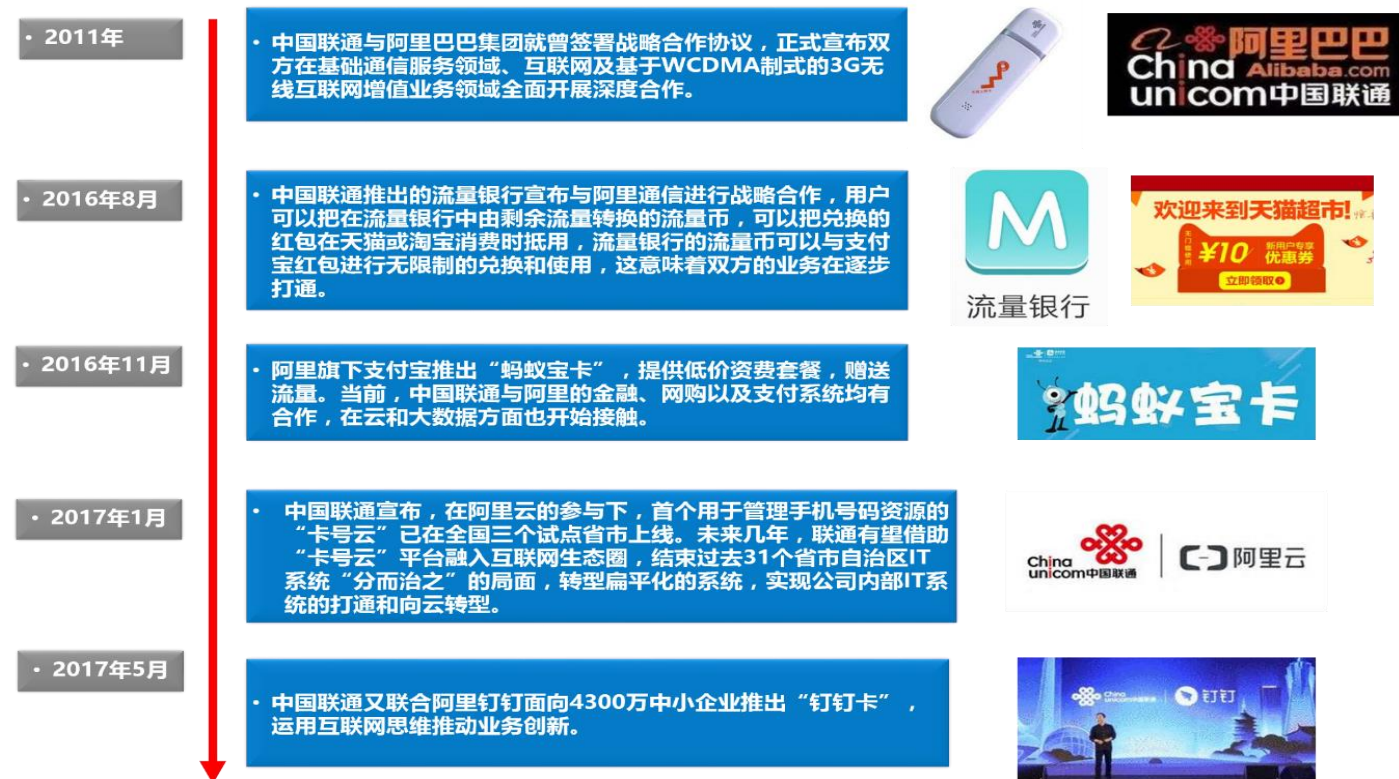 • 2011年
• 中国联通与阿里巴巴集团就曾签署战略合作协议，正式宣布双
方在基础通信服务领域、互联网及基于WCDMA制式的3G无
线互联网增值业务领域全面开展深度合作。
阿里巴巴
China Alibaba.com
unicom中国联通
• 2016年8月
• 中国联通推出的流量银行宣布与阿里通信进行战略合作，用户
可以把在流量银行中由剩余流量转换的流量币，可以把兑换的
红包在天猫或淘宝消费时抵用，流量银行的流量币可以与支付
宝红包进行无限制的兑换和使用，这意味着双方的业务在逐步
打通。
M
流量银行
欢迎来到天猫超市!
无门槛使用
¥10
新用户专享
优惠券
立即领取
• 2016年11月
• 阿里旗下支付宝推出“蚂蚁宝卡”，提供低价资费套餐，赠送
流量。当前，中国联通与阿里的金融、网购以及支付系统均有
合作，在云和大数据方面也开始接触。
蚂蚁宝卡
• 2017年1月
• 中国联通宣布，在阿里云的参与下，首个用于管理手机号码资源的
“卡号云”已在全国三个试点省市上线。未来几年，联通有望借助
“卡号云”平台融入互联网生态圈，结束过去31个省市自治区IT
系统“分而治之”的局面，转型扁平化的系统，实现公司内部IT系
统的打通和向云转型。
China
unicom中国联通
阿里云
• 2017年5月
• 中国联通又联合阿里钉钉面向4300万中小企业推出“钉钉卡”，
运用互联网思维推动业务创新。
China
unicom中国联通
钉钉